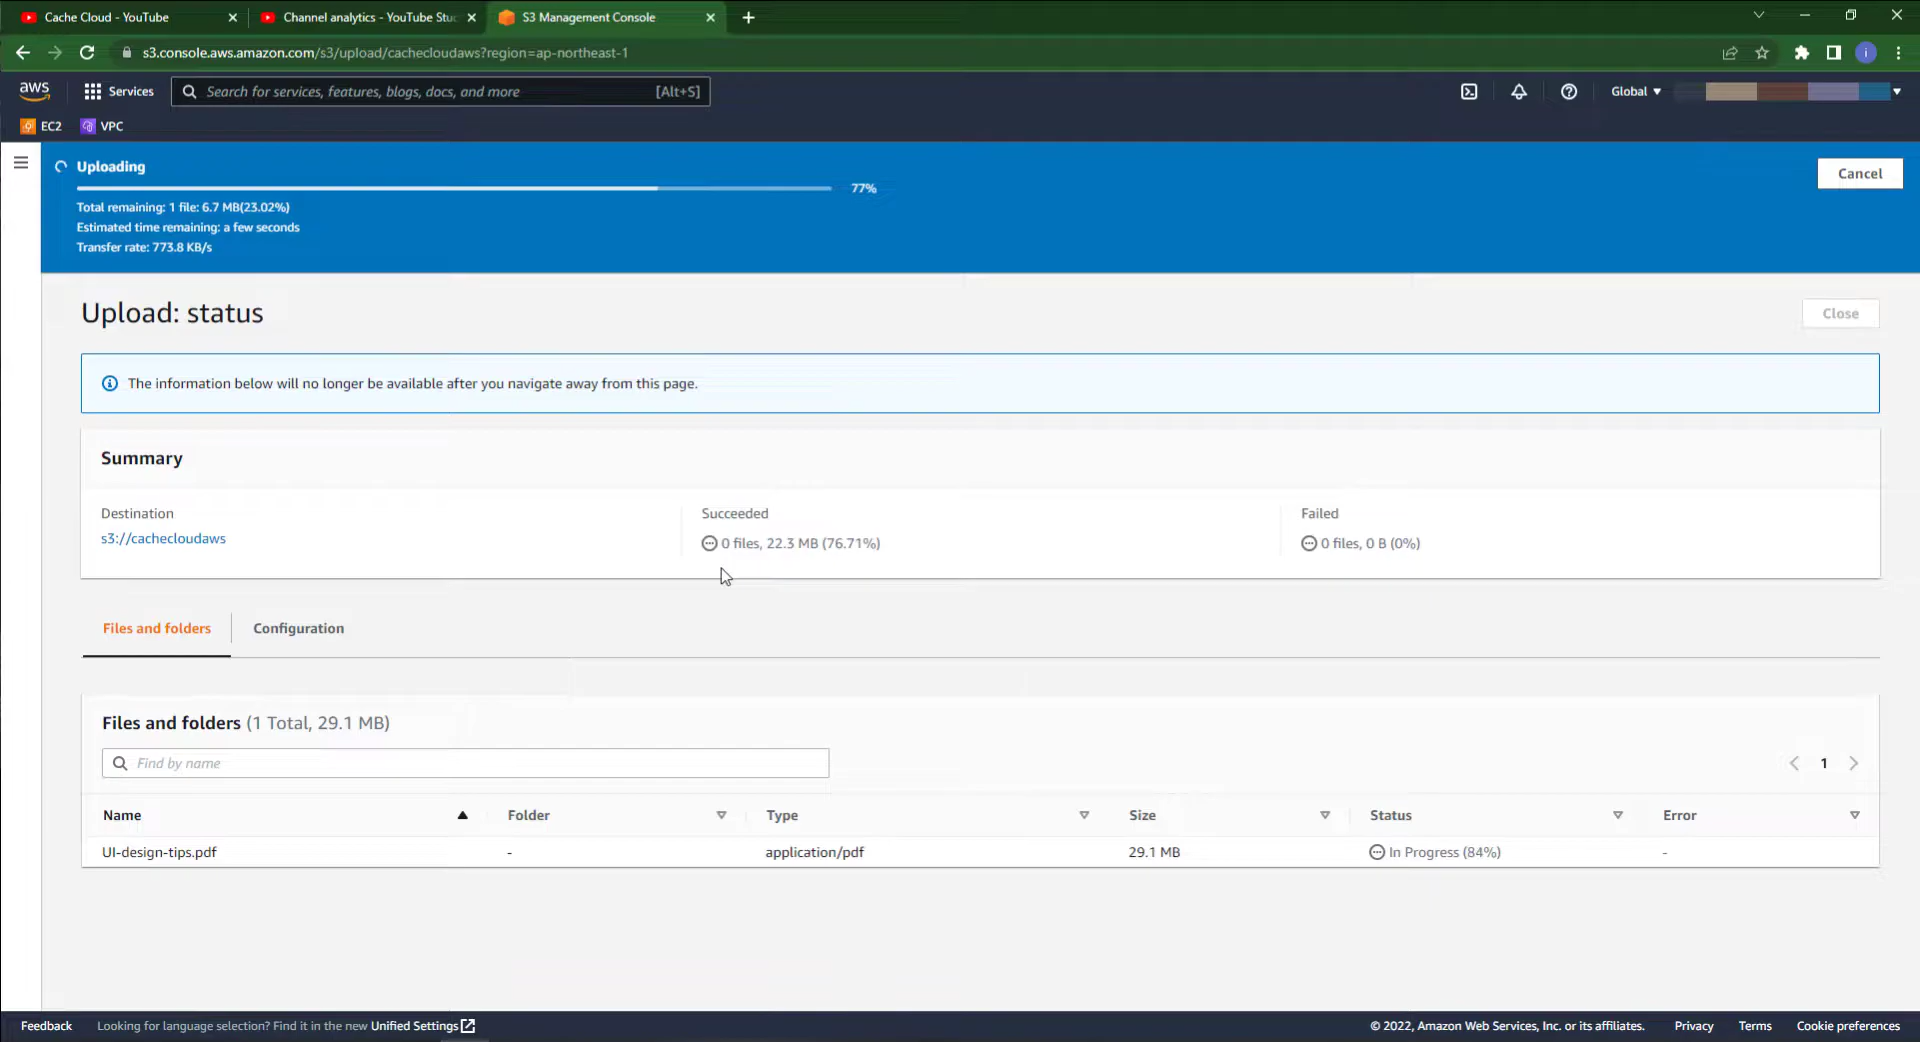 Cache Cloud - YouTube
Channel analytics - YouTube Stu
S3 Management Console
s3.console.aws.amazon.com/s3/upload/cachecloudaws?region=ap-northeast-1
i
aws
Services
Search for services, features, blogs, docs, and more
[Alt+S]
Global
EC2
VPC
Uploading
77%
Cancel
Total remaining: 1 file: 6.7 MB(23.02%)
Estimated time remaining: a few seconds
Transfer rate: 773.8 KB/s
Upload: status
Close
The information below will no longer be available after you navigate away from this page.
Summary
Destination
s3://cachecloudaws
Succeeded
0 files, 22.3 MB (76.71%)
Failed
0 files, 0 B (0%)
Files and folders
Configuration
Files and folders (1 Total, 29.1 MB)
Find by name
1
Name
Folder
Type
Size
Status
Error
UI-design-tips.pdf
-
application/pdf
29.1 MB
In Progress (84%)
-
Feedback
Looking for language selection? Find it in the new Unified Settings
© 2022, Amazon Web Services, Inc. or its affiliates.
Privacy
Terms
Cookie preferences